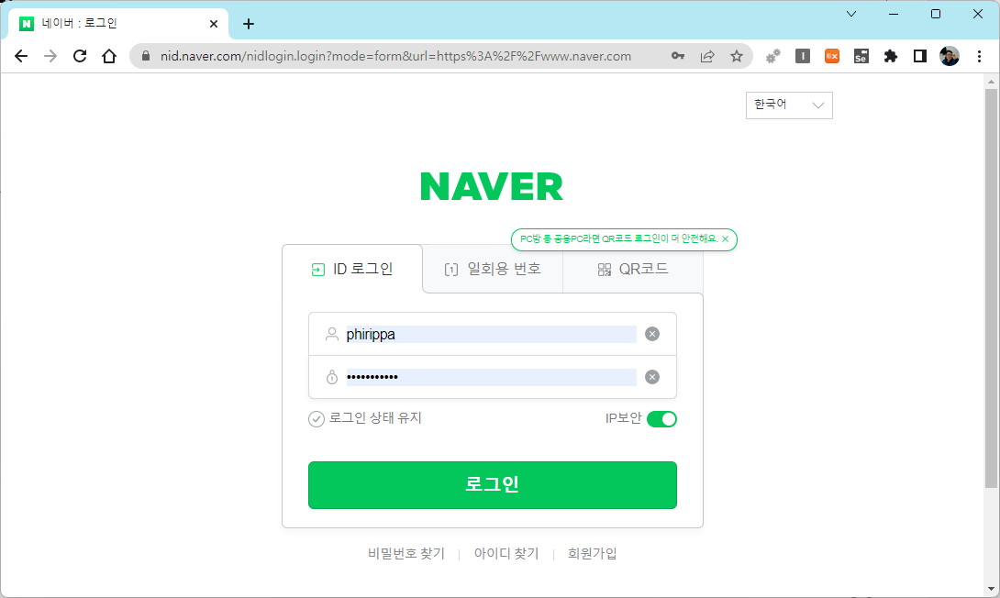 네이버 : 로그인
nid.naver.com/nidlogin.login?mode=form&url=https%3A%2F%2Fwww.naver.com
한국어
NAVER
PC방 등 공용PC라면 QR코드 로그인이 더 안전해요.
ID 로그인
일회용 번호
QR코드
phirippa
•••••••••••
로그인 상태 유지
IP보안
로그인
비밀번호 찾기 | 아이디 찾기 | 회원가입